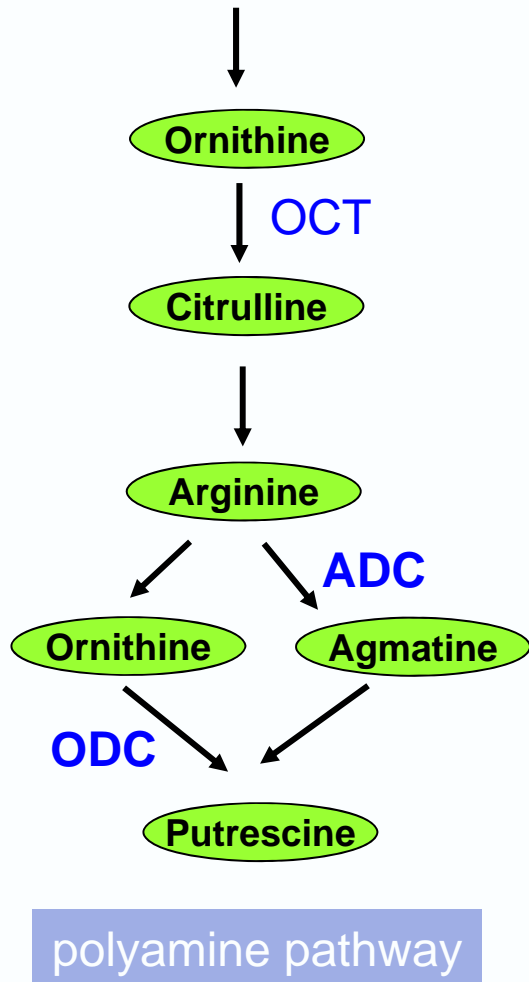 Ornithine
OCT
Citrulline
Arginine
ADC
Ornithine
Agmatine
ODC
Putrescine
polyamine pathway